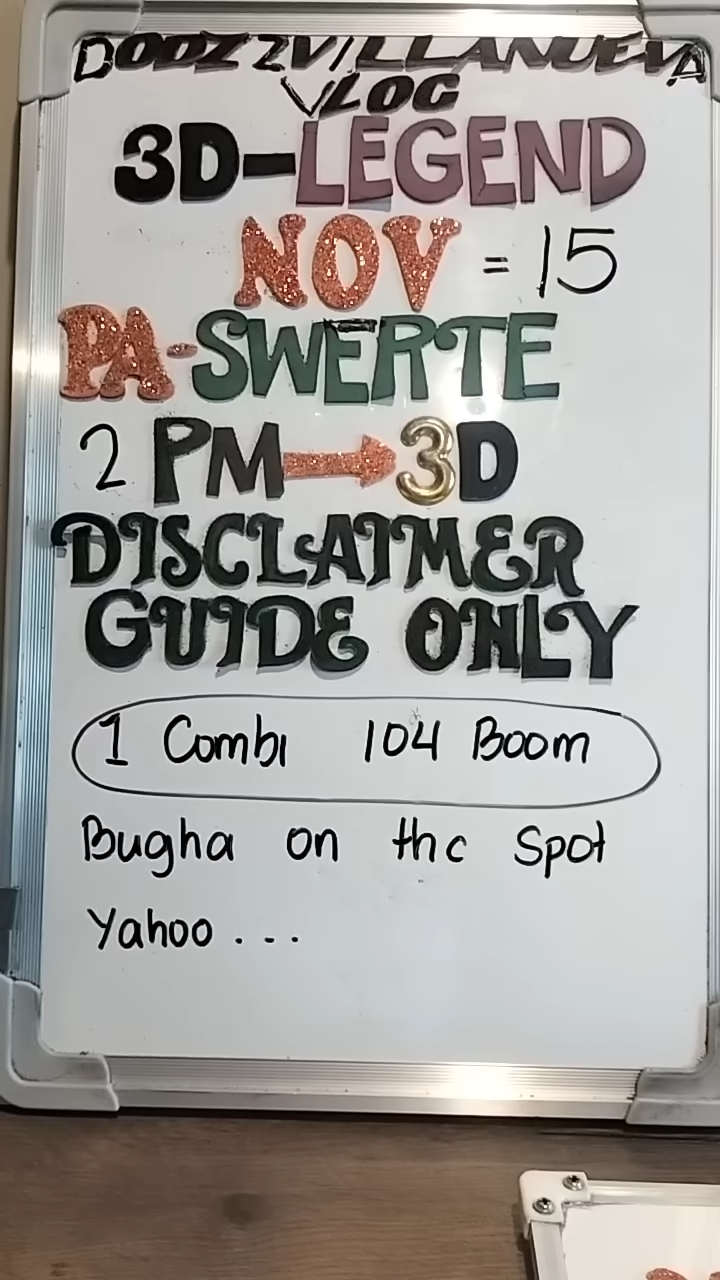 DODZ2VILLANUEVA
VLOG
3D-LEGEND
NOV = 15
PA-SWERTE
2 PM → 3D
DISCLAIMER
GUIDE ONLY
1 Combi 104 Boom
Bugha on the Spot
Yahoo...